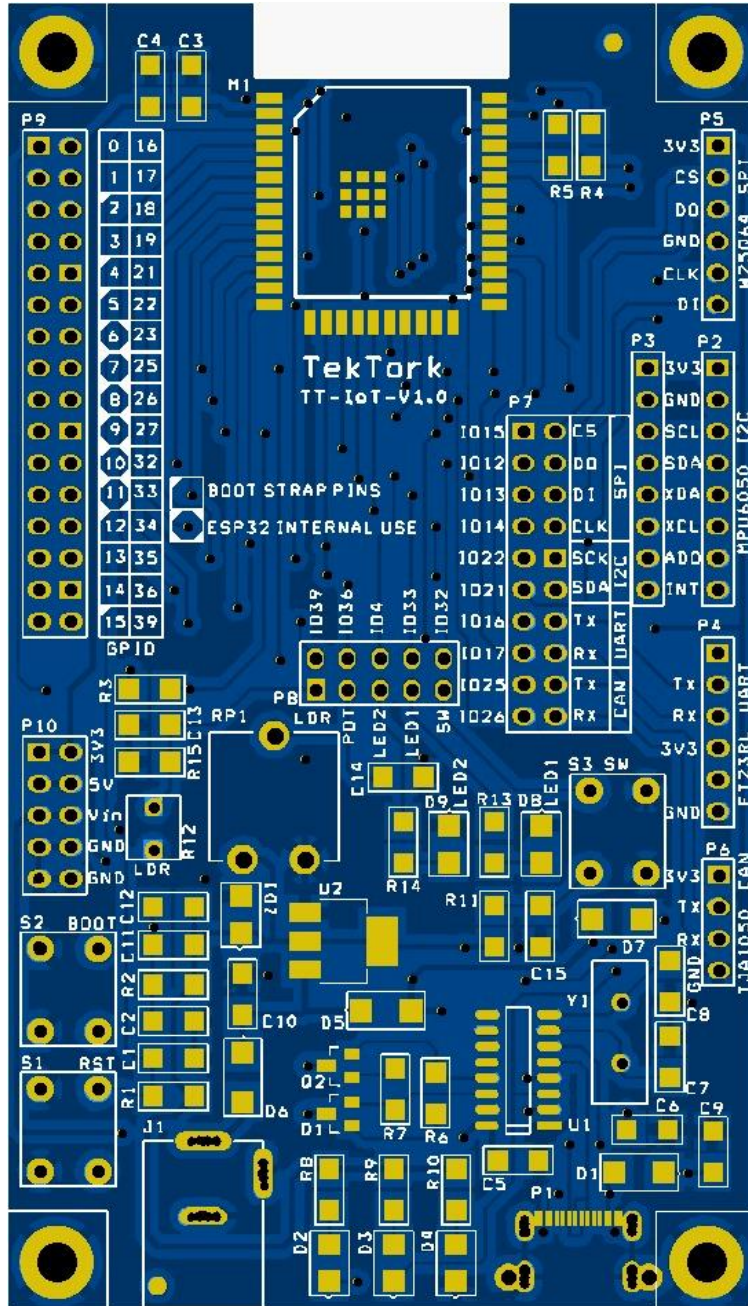 C4 C3
M1
P9
P5
0 16
1 17
2 18
3 19
4 21
5 22
6 23
7 25
8 26
9 27
10 32
11 33
12 34
13 35
14 36
15 39
GPIO
R5 R4
3V3
CS
DO
GND
CLK
DI
W25Q64 SPI
TekTork
TT-IoT-V1.0
BOOT STRAP PINS
ESP32 INTERNAL USE
P7
IO15 CS
IO12 DO
IO13 DI
IO14 CLK
SPI
IO22 SCK
IO21 SDA
I2C
IO16 Tx
IO17 Rx
UART
IO25 Tx
IO26 Rx
CAN
P3 P2
3V3
GND
SCL
SDA
XDA
XCL
ADO
INT
MPU6050 I2C
IO39 IO36 IO4 IO33 IO32
P8
LDR POT LED2 LED1 SW
P4
Tx
Rx
3V3
GND
FT232RL UART
R3
C13
R15
RP1
P10
3V3
5V
Vin
GND
GND
R12
LDR
C14
D9 LED2
R13
D8 LED1
S3 SW
R14
P6
3V3
Tx
Rx
GND
TJA1050 CAN
S2 BOOT
C12
C11
R2
C2
C1
R1
ZD1
U2
R11
C15
D7
C10
D5
Y1
C8
C7
S1 RST
D6
Q2
Q1
R7 R6
U1
C6 C9
J1
R8 R9 R10
C5
D1
P1
D2 D3 D4